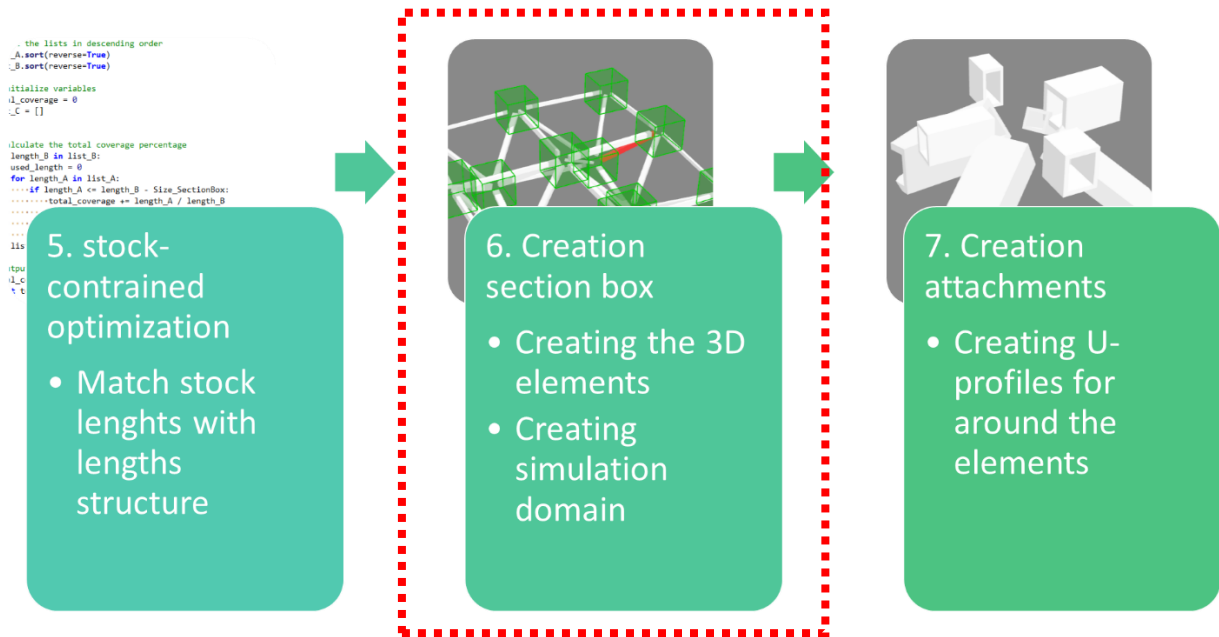 . the lists in descending order
_A.sort(reverse=True)
_B.sort(reverse=True)
itialize variables
l_coverage = 0
_C = []
lculate the total coverage percentage
length_B in list_B:
used_length = 0
for length_A in list_A:
····if length_A <= length_B - Size_SectionBox:
········total_coverage += length_A / length_B
lis
tpu
al_c
t t
5. stock-
contrained
optimization
• Match stock
lenghts with
lengths
structure
6. Creation
section box
• Creating the 3D
elements
• Creating
simulation
domain
7. Creation
attachments
• Creating U-
profiles for
around the
elements